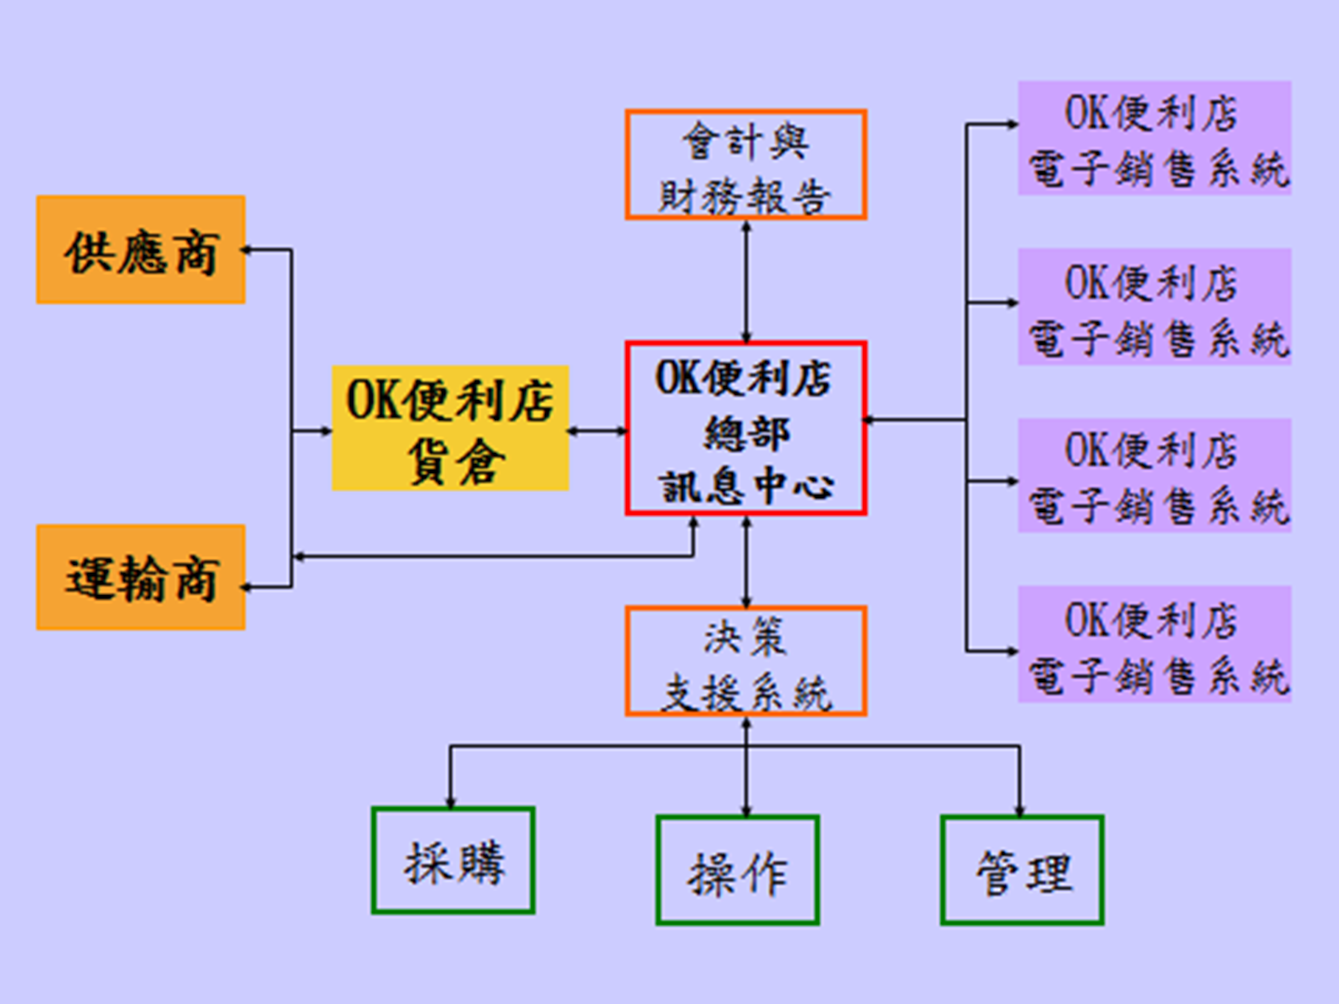 會計與
財務報告
供應商
OK便利店
貨倉
運輸商
OK便利店
總部
訊息中心
決策
支援系統
採購
操作
管理
OK便利店
電子銷售系統
OK便利店
電子銷售系統
OK便利店
電子銷售系統
OK便利店
電子銷售系統